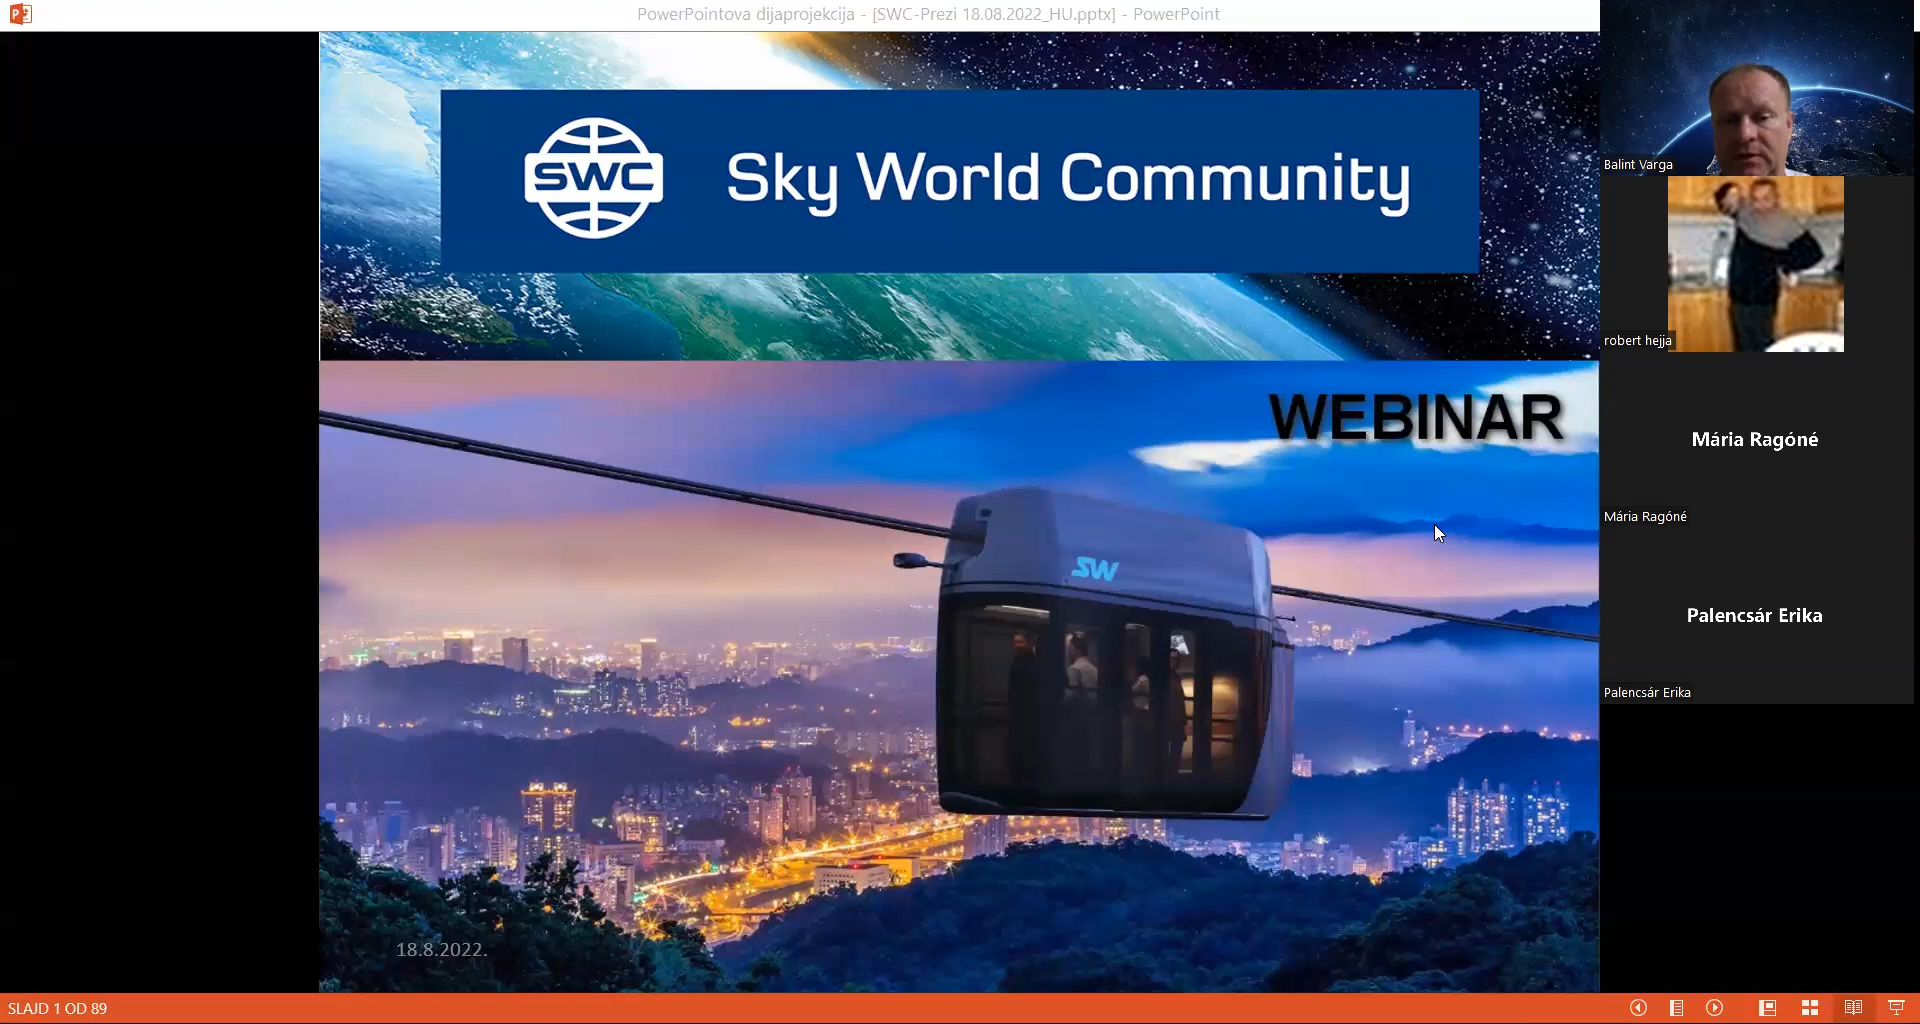 PowerPointova dijaprojekcija - [SWC-Prezi 18.08.2022_HU.pptx] - PowerPoint
SWC
Sky World Community
WEBINAR
SW
18.8.2022.
Balint Varga
robert hejja
Mária Ragóné
Mária Ragóné
Palencsár Erika
Palencsár Erika
SLAJD 1 OD 89